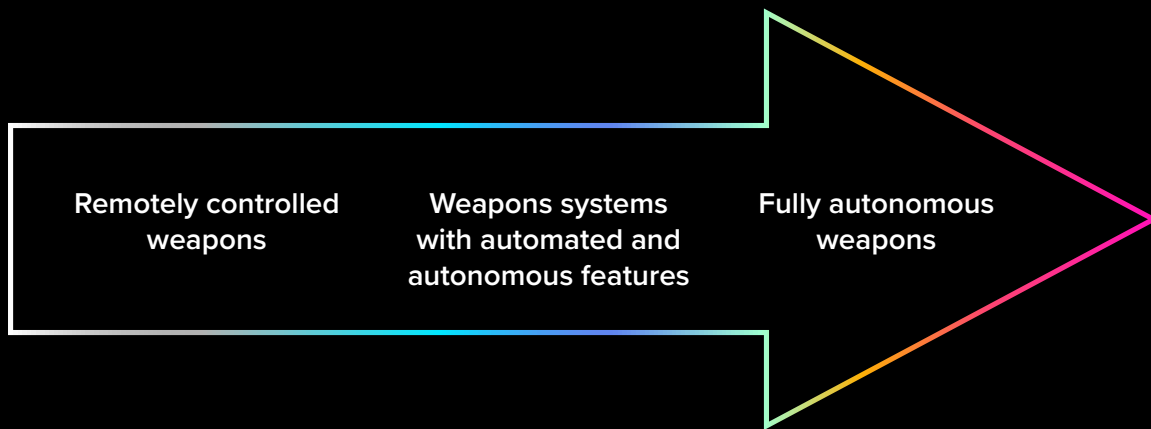 Remotely controlled
weapons
Weapons systems
with automated and
autonomous features
Fully autonomous
weapons